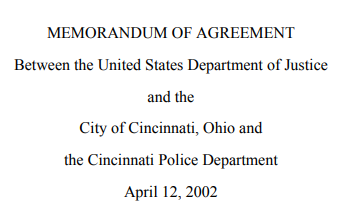 MEMORANDUM OF AGREEMENT
Between the United States Department of Justice
and the
City of Cincinnati, Ohio and
the Cincinnati Police Department
April 12, 2002